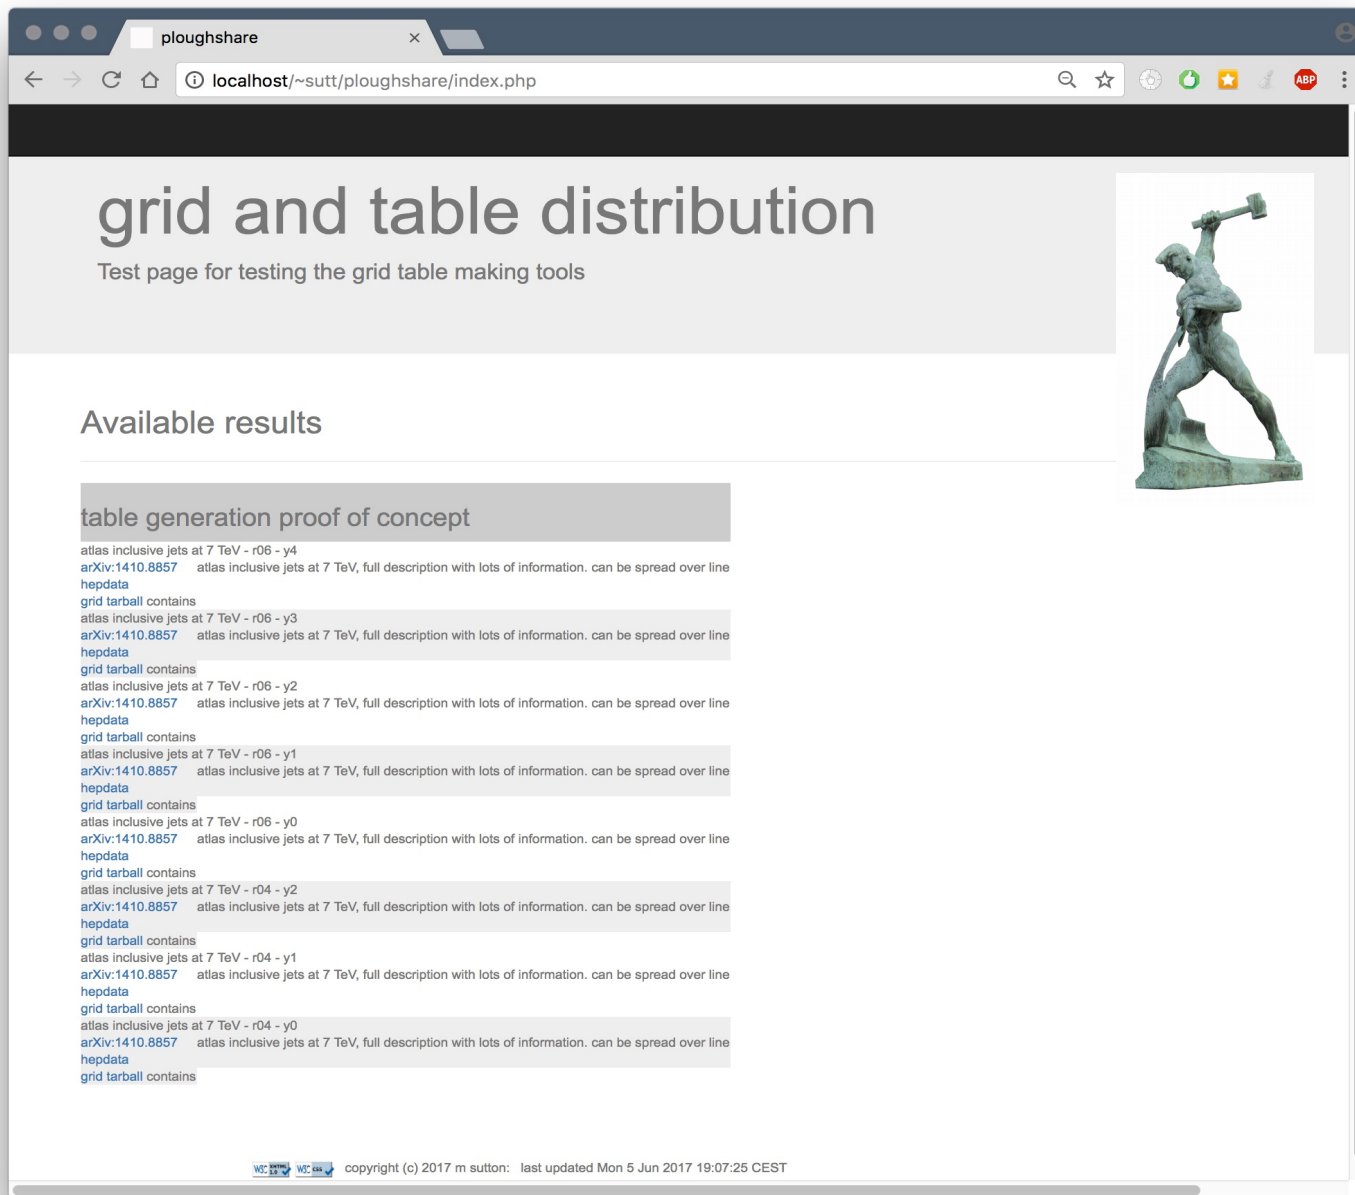 ploughshare
localhost/~sutt/ploughshare/index.php
ABP
grid and table distribution
Test page for testing the grid table making tools
Available results
table generation proof of concept
atlas inclusive jets at 7 TeV - r06 - y4
arXiv:1410.8857 atlas inclusive jets at 7 TeV, full description with lots of information. can be spread over line
hepdata
grid tarball contains
atlas inclusive jets at 7 TeV - r06 - y3
arXiv:1410.8857 atlas inclusive jets at 7 TeV, full description with lots of information. can be spread over line
hepdata
grid tarball contains
atlas inclusive jets at 7 TeV - r06 - y2
arXiv:1410.8857 atlas inclusive jets at 7 TeV, full description with lots of information. can be spread over line
hepdata
grid tarball contains
atlas inclusive jets at 7 TeV - r06 - y1
arXiv:1410.8857 atlas inclusive jets at 7 TeV, full description with lots of information. can be spread over line
hepdata
grid tarball contains
atlas inclusive jets at 7 TeV - r06 - y0
arXiv:1410.8857 atlas inclusive jets at 7 TeV, full description with lots of information. can be spread over line
hepdata
grid tarball contains
atlas inclusive jets at 7 TeV - r04 - y2
arXiv:1410.8857 atlas inclusive jets at 7 TeV, full description with lots of information. can be spread over line
hepdata
grid tarball contains
atlas inclusive jets at 7 TeV - r04 - y1
arXiv:1410.8857 atlas inclusive jets at 7 TeV, full description with lots of information. can be spread over line
hepdata
grid tarball contains
atlas inclusive jets at 7 TeV - r04 - y0
arXiv:1410.8857 atlas inclusive jets at 7 TeV, full description with lots of information. can be spread over line
hepdata
grid tarball contains
W3C XHTML 1.0 W3C css copyright (c) 2017 m sutton: last updated Mon 5 Jun 2017 19:07:25 CEST